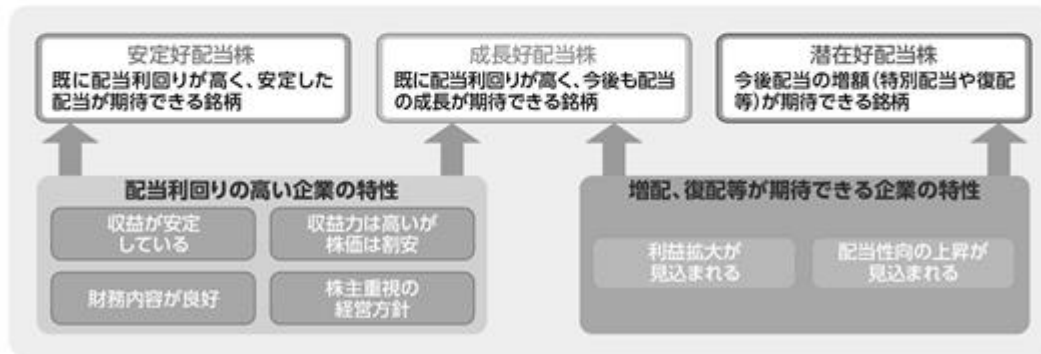 安定好配当株
既に配当利回りが高く、安定した
配当が期待できる銘柄
成長好配当株
既に配当利回りが高く、今後も配当
の成長が期待できる銘柄
潜在好配当株
今後配当の増額(特別配当や復配
等)が期待できる銘柄
配当利回りの高い企業の特性
収益が安定
している
収益力は高いが
株価は割安
財務内容が良好
株主重視の
経営方針
増配、復配等が期待できる企業の特性
利益拡大が
見込まれる
配当性向の上昇が
見込まれる